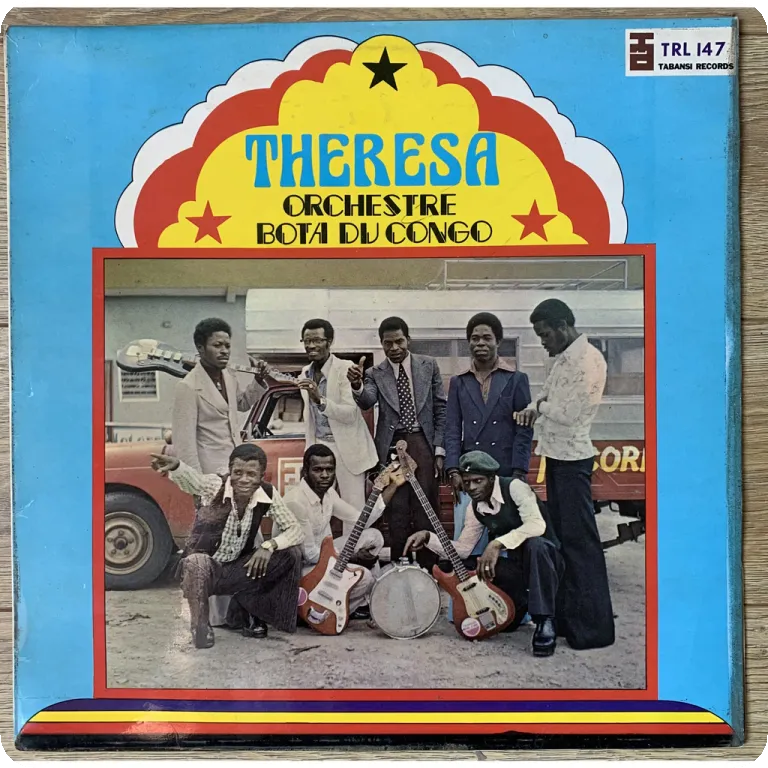 TRL 147
TABANSI RECORDS
THERESA
ORCHESTRE
BOTA DU CONGO